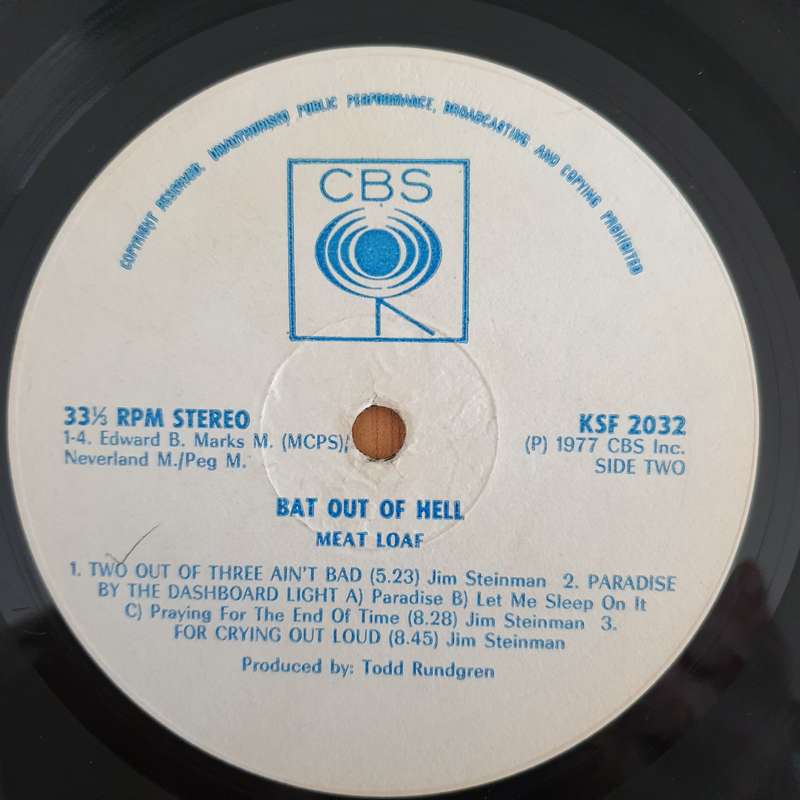 COPYRIGHT RESERVED, UNAUTHORISED PUBLIC PERFORMANCE, BROADCASTING AND COPYING PROHIBITED
CBS
33⅓ RPM STEREO
1-4. Edward B. Marks M. (MCPS);
Neverland M./Peg M.
KSF 2032
(P) 1977 CBS Inc.
SIDE TWO
BAT OUT OF HELL
MEAT LOAF
1. TWO OUT OF THREE AIN'T BAD (5.23) Jim Steinman 2. PARADISE
BY THE DASHBOARD LIGHT A) Paradise B) Let Me Sleep On It
C) Praying For The End Of Time (8.28) Jim Steinman 3.
FOR CRYING OUT LOUD (8.45) Jim Steinman
Produced by: Todd Rundgren